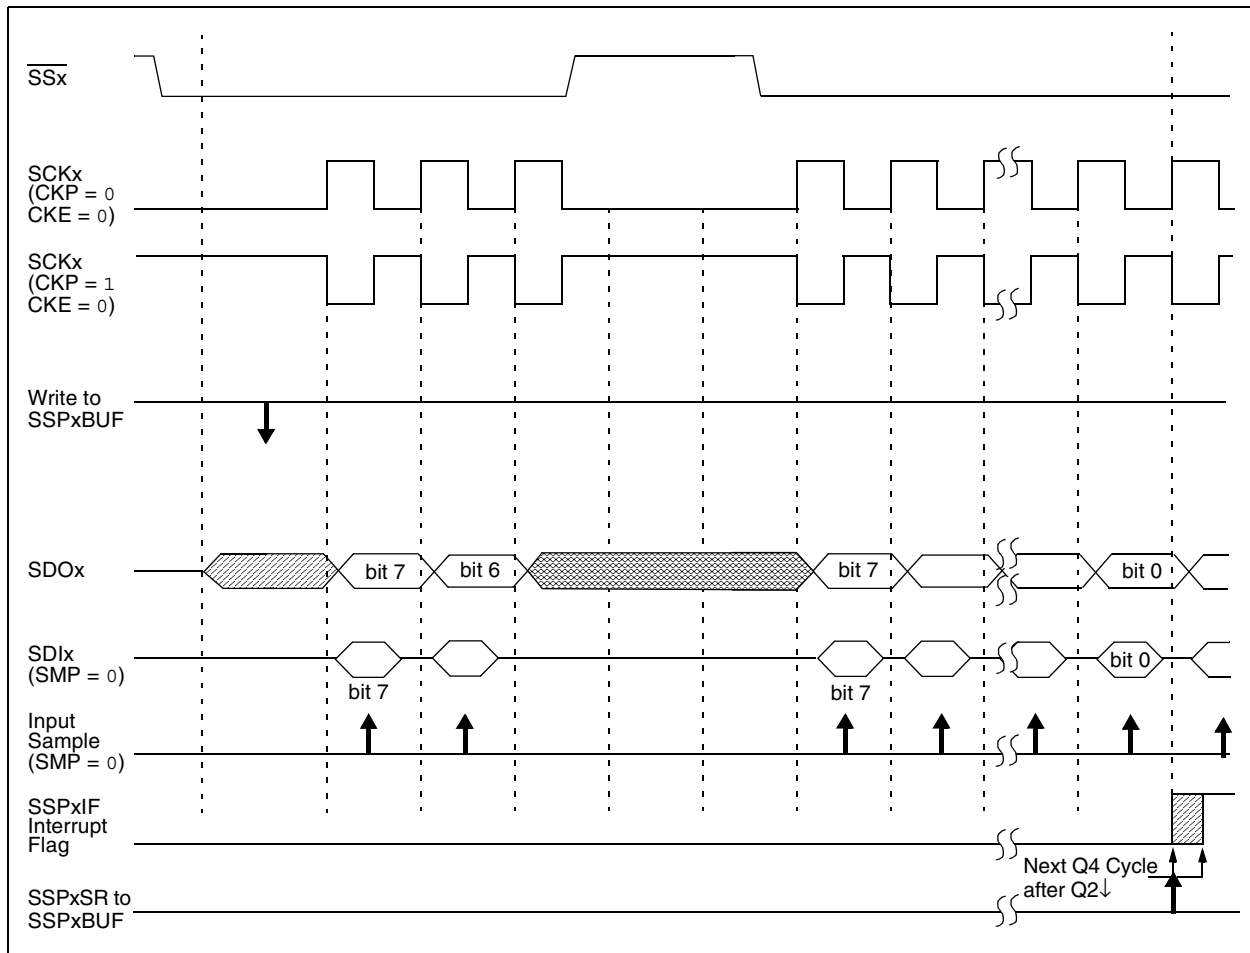 SSx
SCKx
(CKP = 0
CKE = 0)
SCKx
(CKP = 1
CKE = 0)
Write to
SSPxBUF
SDOx
bit 7
bit 6
bit 7
bit 0
SDIx
(SMP = 0)
bit 7
bit 7
bit 0
Input
Sample
(SMP = 0)
SSPxIF
Interrupt
Flag
Next Q4 Cycle
after Q2↓
SSPxSR to
SSPxBUF